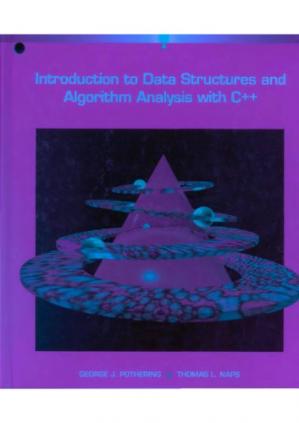 Introduction to Data Structures and
Algorithm Analysis with C++
GEORGE J. POTHERING THOMAS L. NAPS